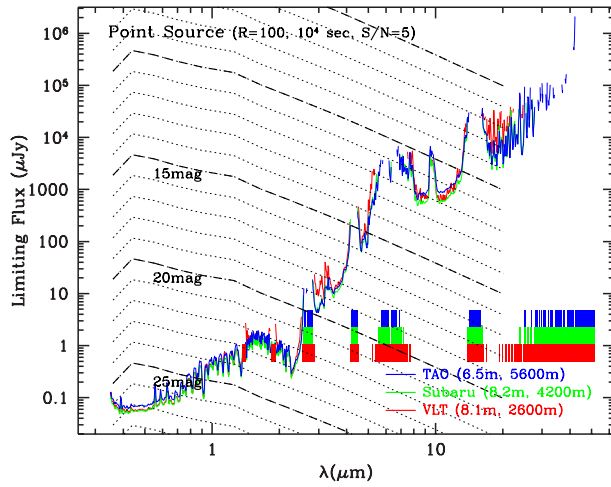 Point Source (R=100, 10⁴ sec, S/N=5)
10⁶
10⁵
10⁴
1000
100
10
1
0.1
Limiting Flux (μJy)
15mag
20mag
25mag
TAO (6.5m, 5600m)
Subaru (8.2m, 4200m)
VLT (8.1m, 2600m)
1
10
λ(μm)